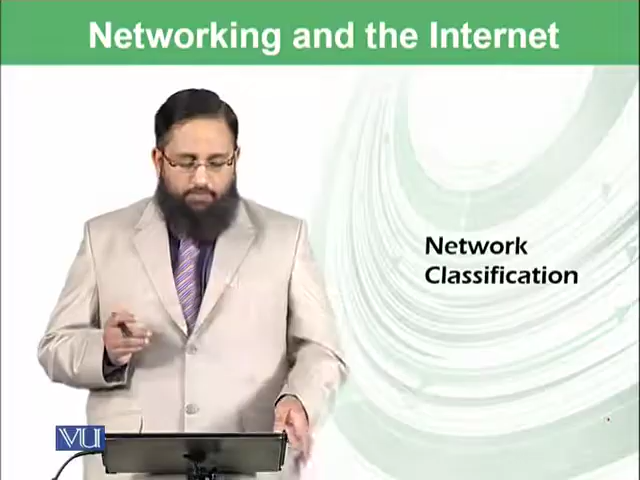 Networking and the Internet
Network
Classification
VU